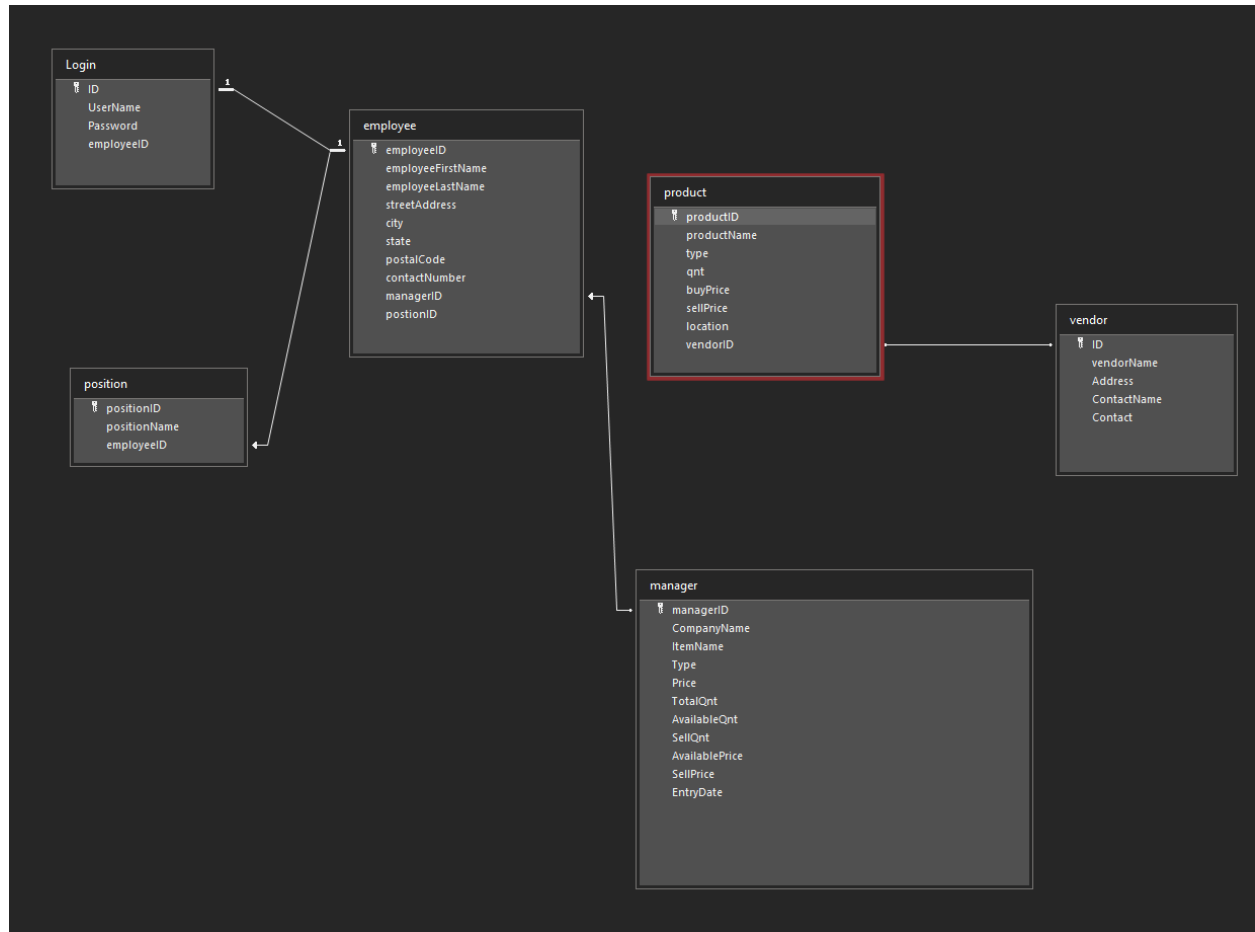 Login
ID
UserName
Password
employeeID
1
employee
1
employeeID
employeeFirstName
employeeLastName
streetAddress
city
state
postalCode
contactNumber
managerID
postionID
product
productID
productName
type
qnt
buyPrice
sellPrice
location
vendorID
vendor
ID
vendorName
Address
ContactName
Contact
position
positionID
positionName
employeeID
manager
managerID
CompanyName
ItemName
Type
Price
TotalQnt
AvailableQnt
SellQnt
AvailablePrice
SellPrice
EntryDate